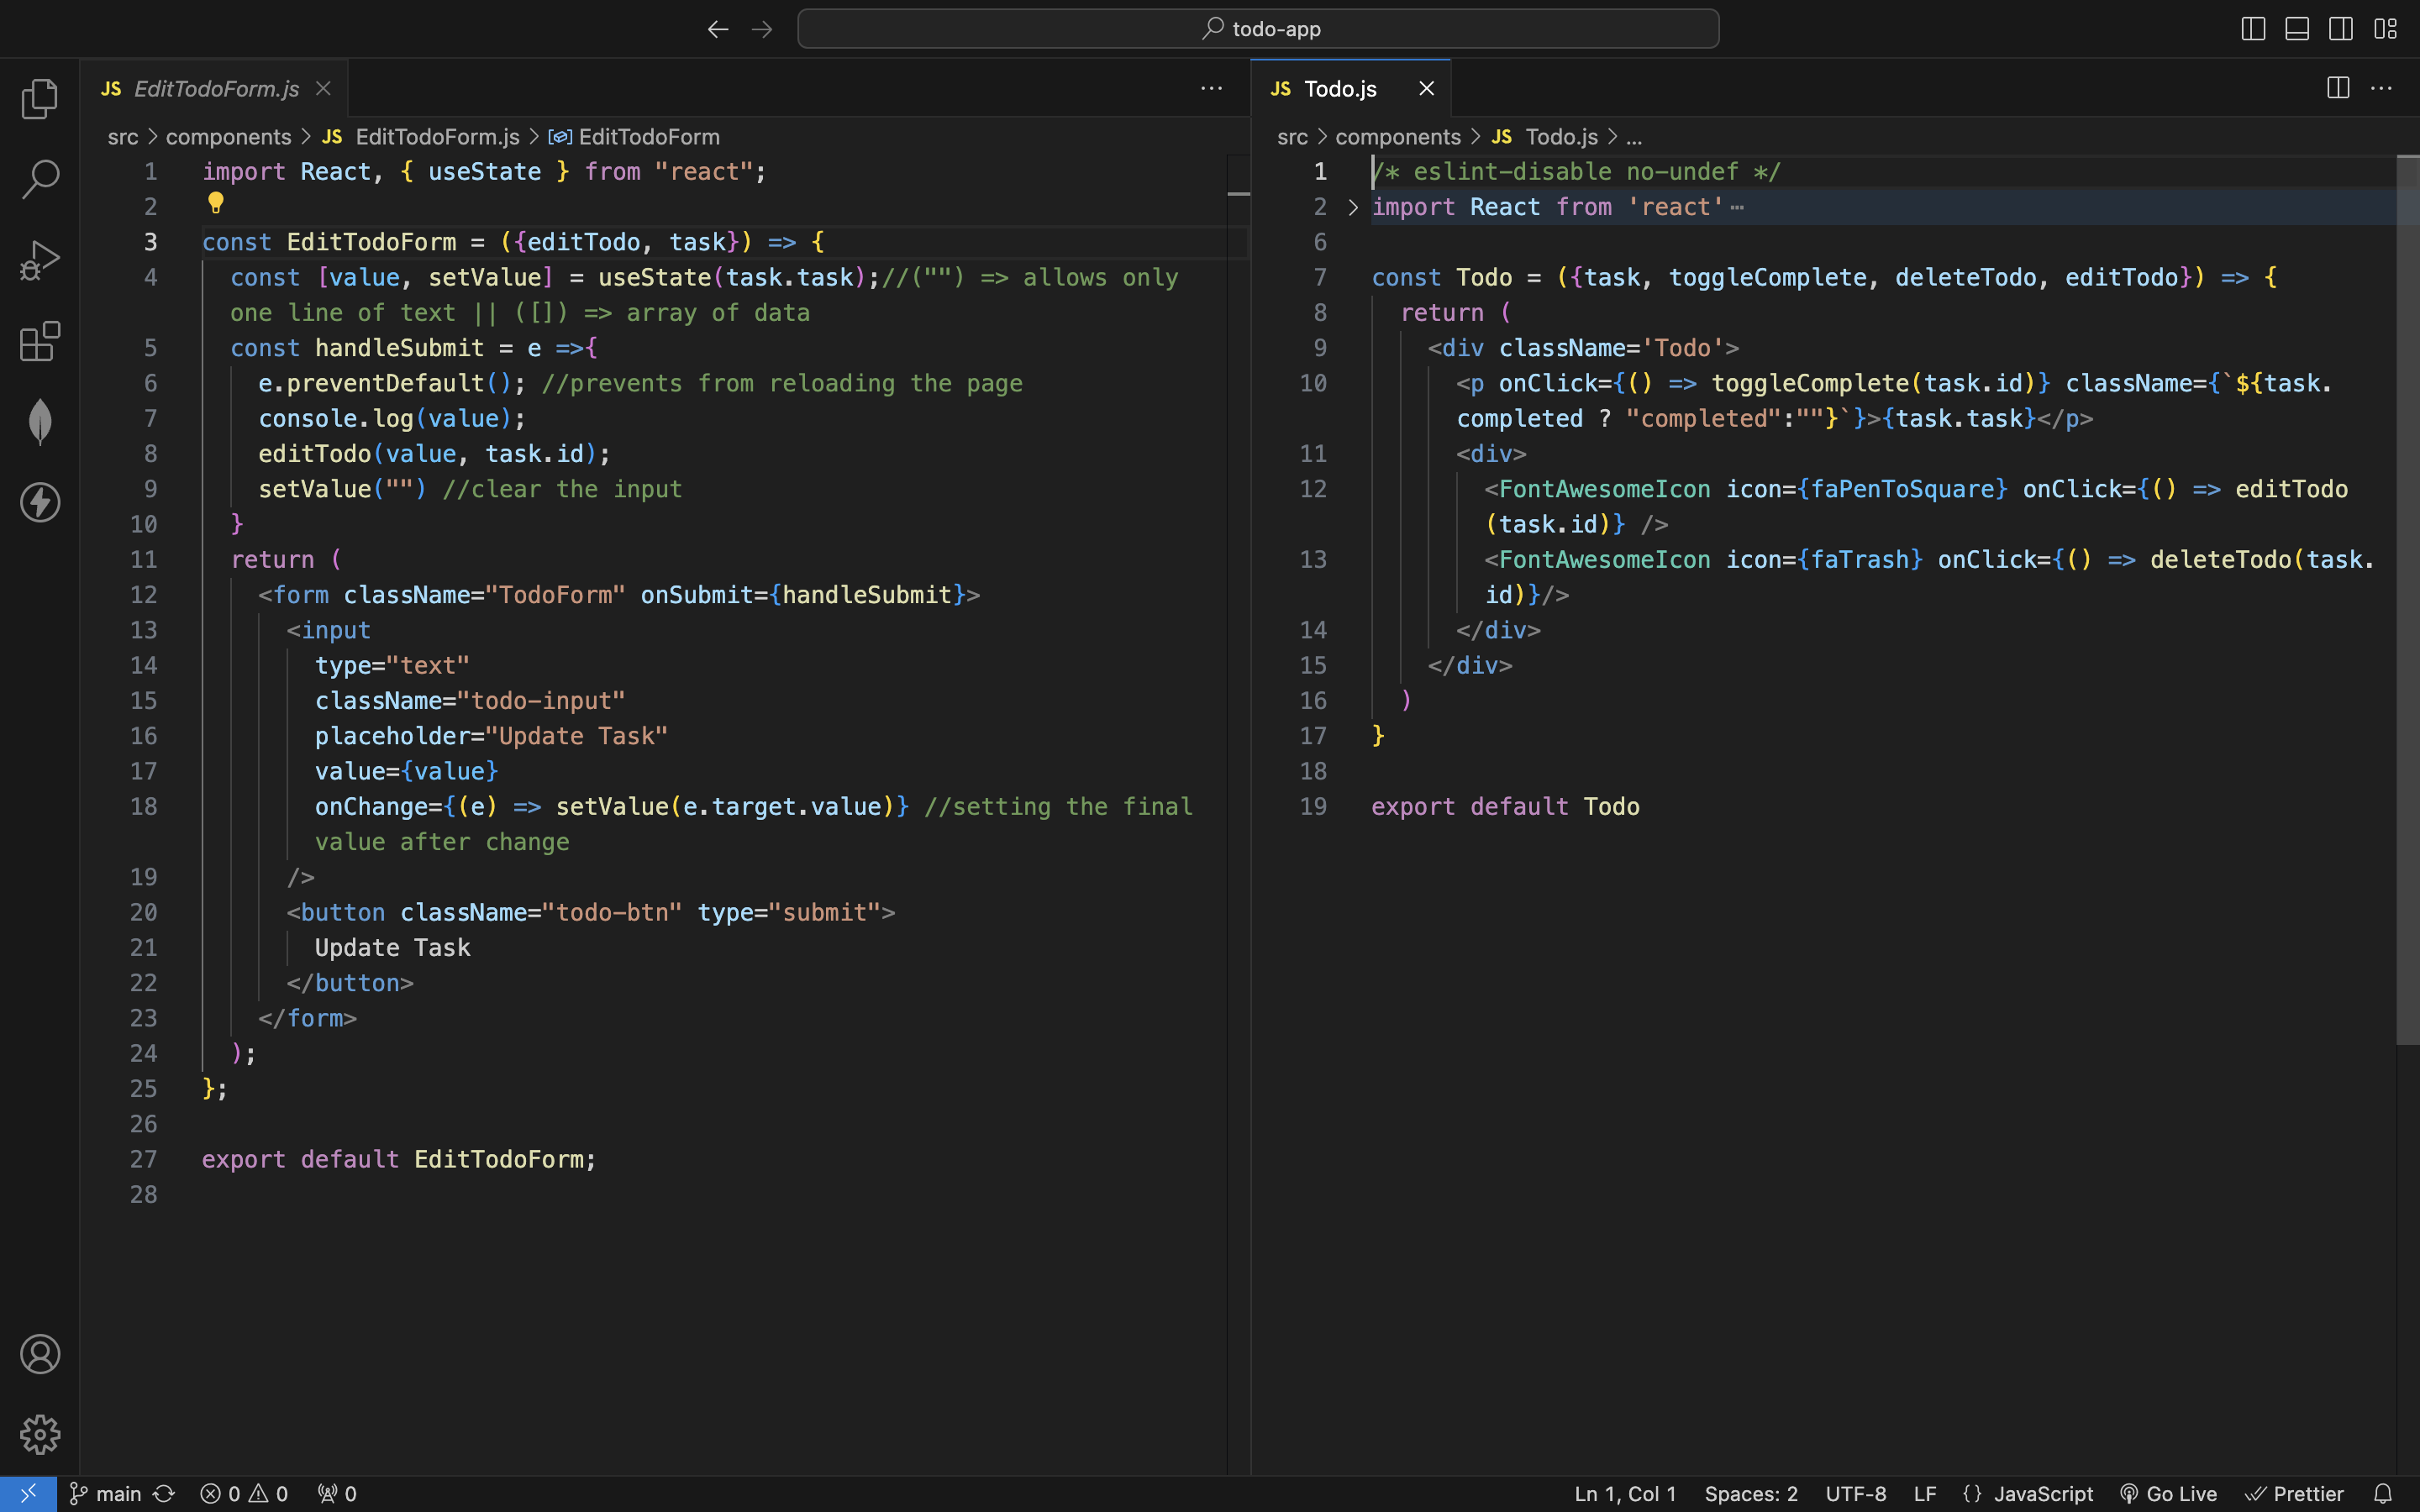 todo-app
JS EditTodoForm.js
src > components > JS EditTodoForm.js > EditTodoForm
1 import React, { useState } from "react";
2
3 const EditTodoForm = ({editTodo, task}) => {
4 const [value, setValue] = useState(task.task);//("") => allows only
one line of text || ([]) => array of data
5 const handleSubmit = e =>{
6 e.preventDefault(); //prevents from reloading the page
7 console.log(value);
8 editTodo(value, task.id);
9 setValue("") //clear the input
10 }
11 return (
12 <form className="TodoForm" onSubmit={handleSubmit}>
13 <input
14 type="text"
15 className="todo-input"
16 placeholder="Update Task"
17 value={value}
18 onChange={(e) => setValue(e.target.value)} //setting the final
value after change
19 />
20 <button className="todo-btn" type="submit">
21 Update Task
22 </button>
23 </form>
24 );
25 };
26
27 export default EditTodoForm;
28
JS Todo.js
src > components > JS Todo.js > ...
1 /* eslint-disable no-undef */
2 > import React from 'react'⋯
6
7 const Todo = ({task, toggleComplete, deleteTodo, editTodo}) => {
8 return (
9 <div className='Todo'>
10 <p onClick={() => toggleComplete(task.id)} className={`${task.
completed ? "completed":""}`}>{task.task}</p>
11 <div>
12 <FontAwesomeIcon icon={faPenToSquare} onClick={() => editTodo
(task.id)} />
13 <FontAwesomeIcon icon={faTrash} onClick={() => deleteTodo(task.
id)}/>
14 </div>
15 </div>
16 )
17 }
18
19 export default Todo
main 0 0 0 Ln 1, Col 1 Spaces: 2 UTF-8 LF {} JavaScript Go Live Prettier